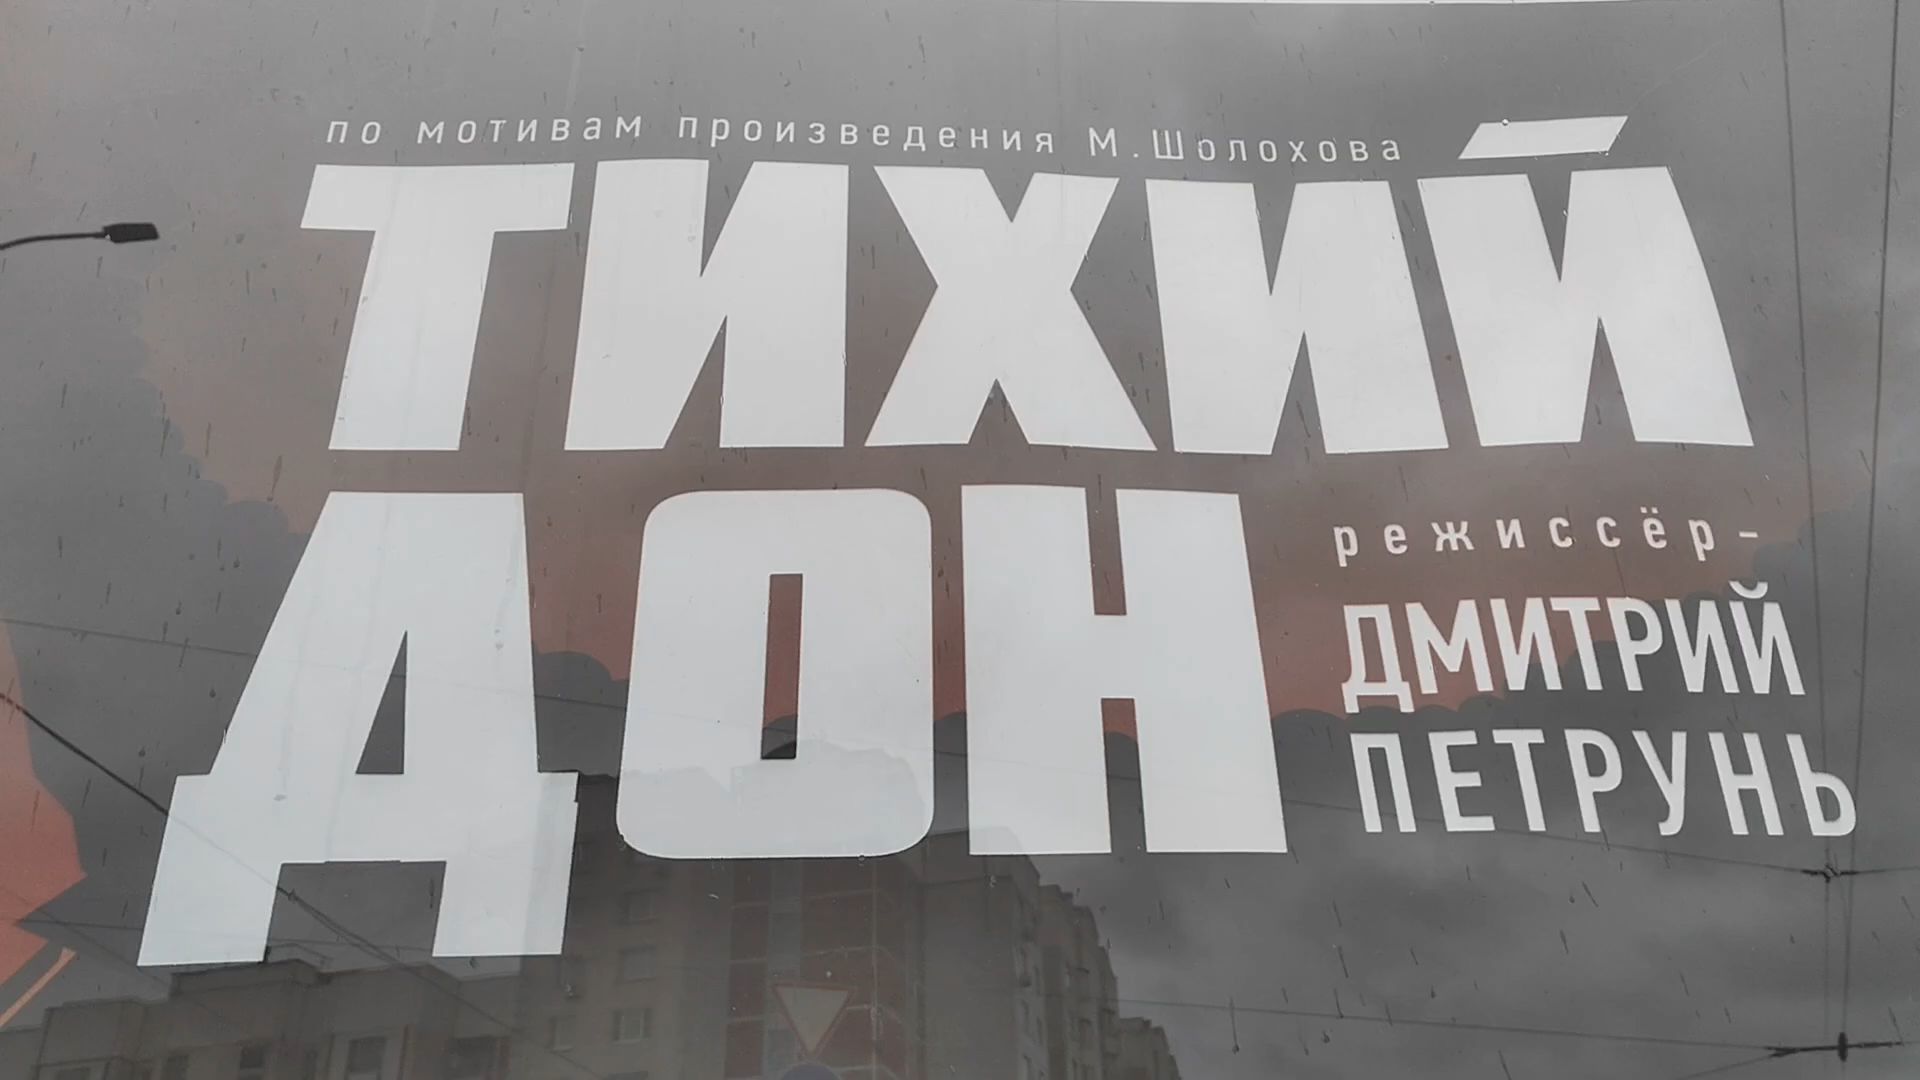 по мотивам произведения М.Шолохова
ТИХИЙ
ДОН
режиссёр-
ДМИТРИЙ
ПЕТРУНЬ